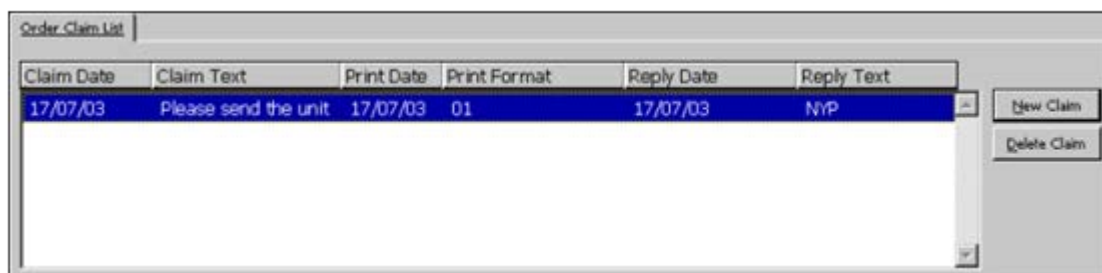 Order Claim List
Claim Date Claim Text Print Date Print Format Reply Date Reply Text
17/07/03 Please send the unit 17/07/03 01 17/07/03 NYP
New Claim
Delete Claim